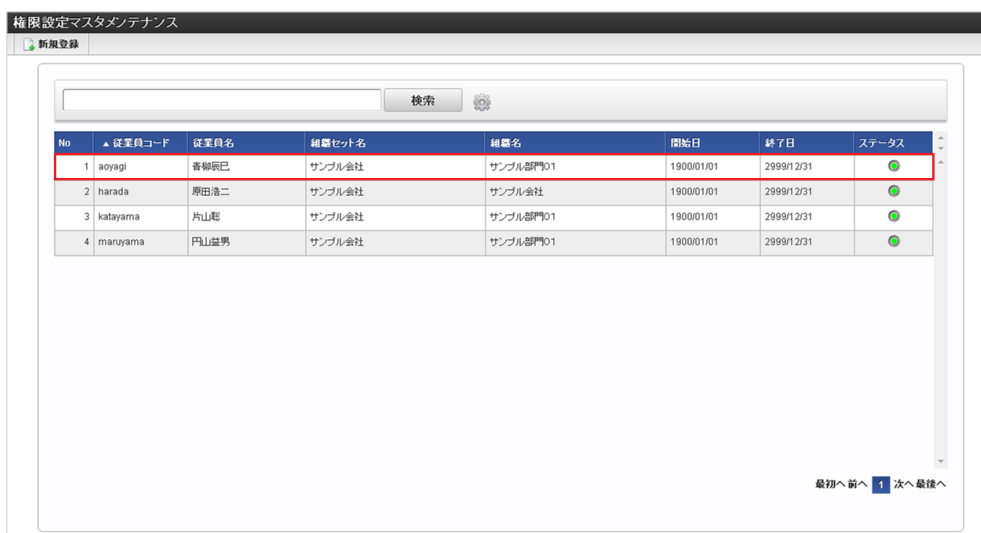 権限設定マスタメンテナンス
新規登録
検索
No ▲ 従業員コード 従業員名 組織セット名 組織名 開始日 終了日 ステータス
1 aoyagi 青柳辰巳 サンプル会社 サンプル部門01 1900/01/01 2999/12/31
2 harada 原田浩二 サンプル会社 サンプル会社 1900/01/01 2999/12/31
3 katayama 片山聡 サンプル会社 サンプル部門01 1900/01/01 2999/12/31
4 maruyama 円山益男 サンプル会社 サンプル部門01 1900/01/01 2999/12/31
最初へ 前へ 1 次へ 最後へ